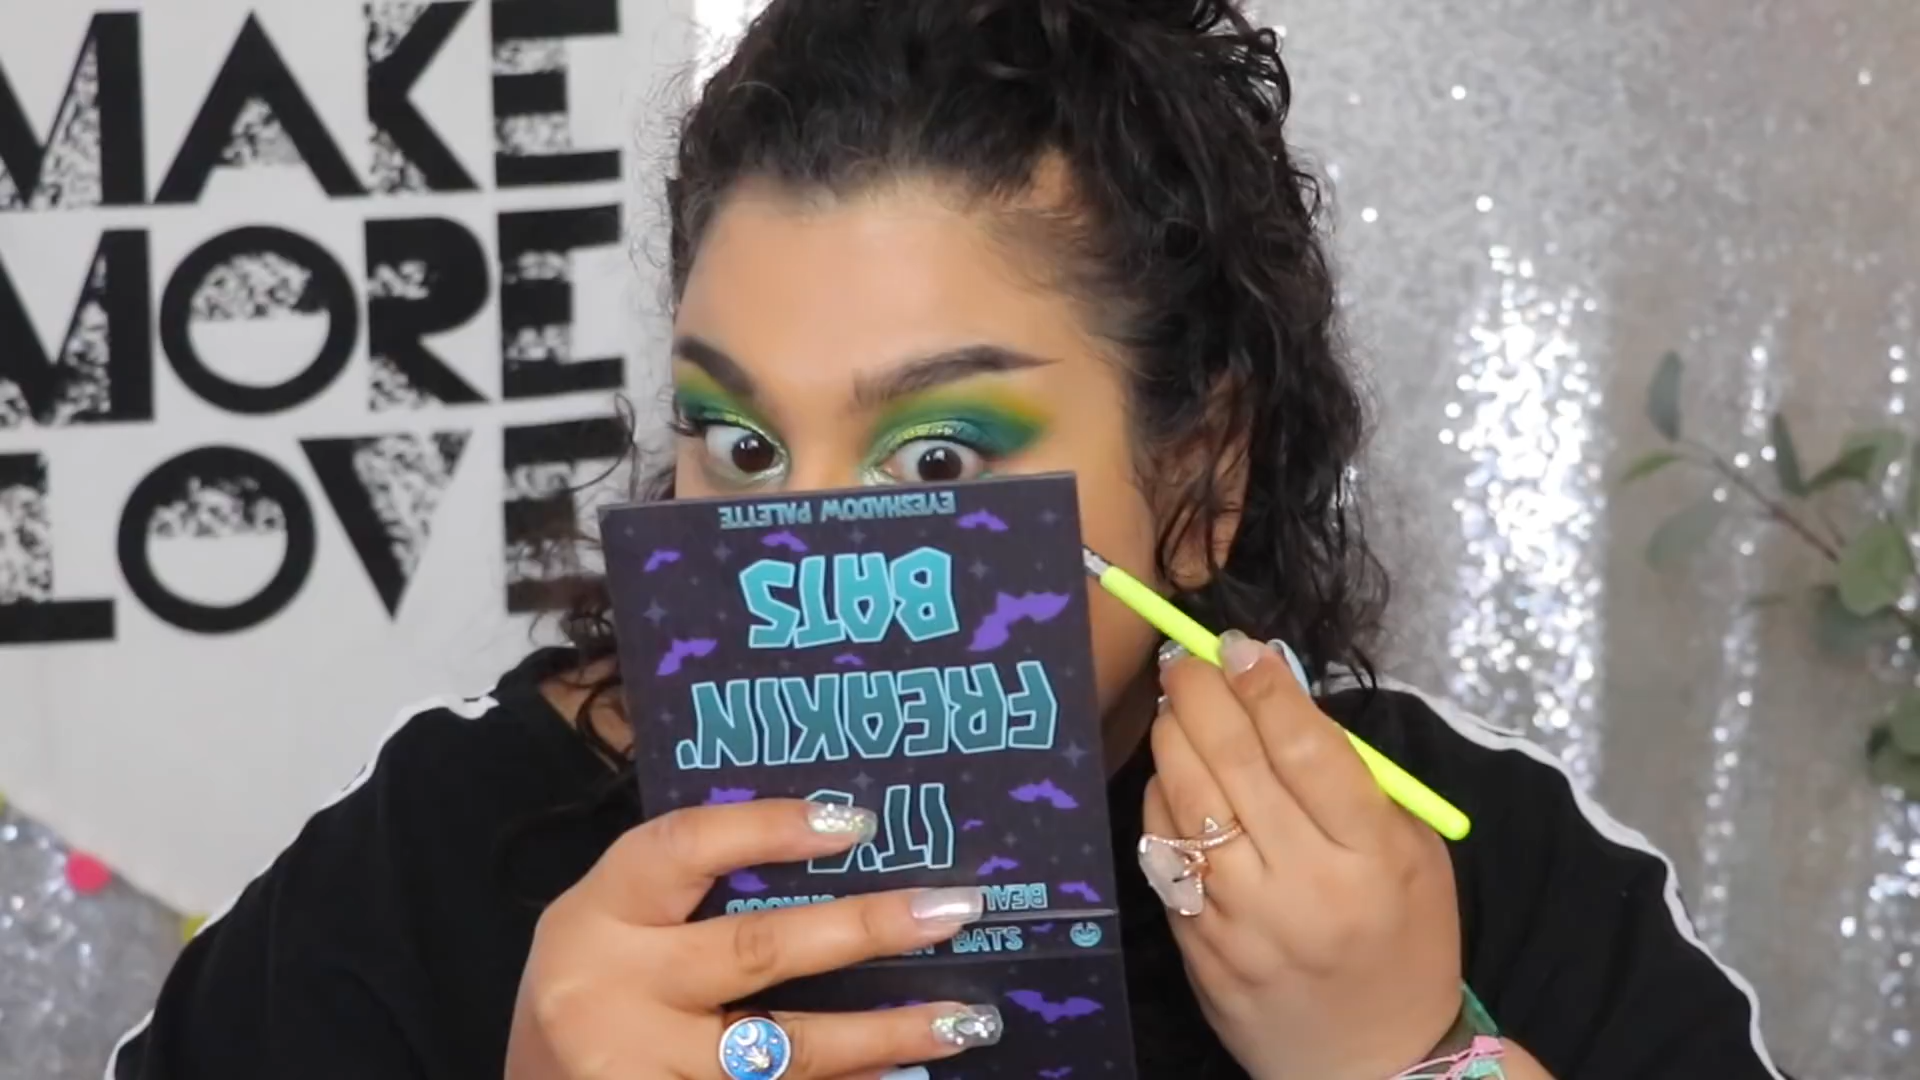 MAKE
MORE
LOVE
EYESHADOW PALETTE
BATS
FREAKIN'
IT'S
BATS